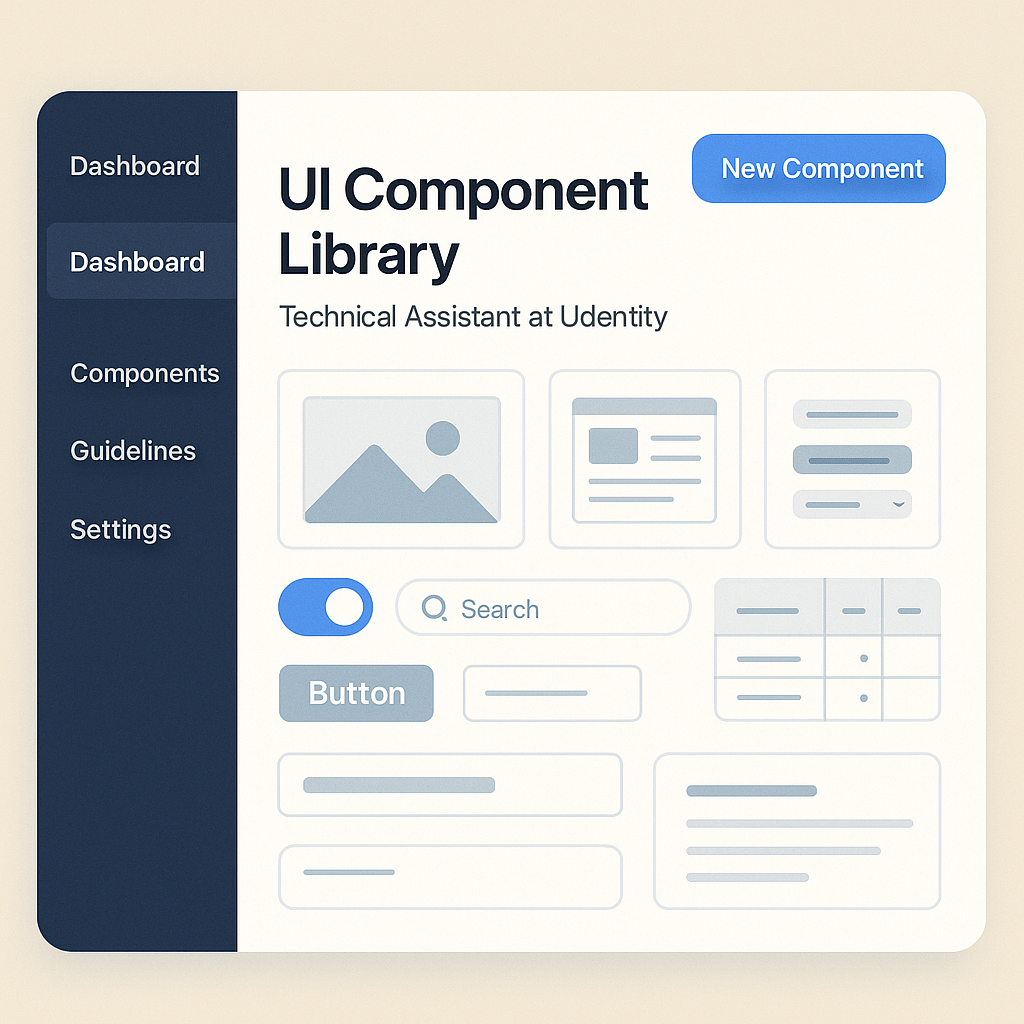 Dashboard
Dashboard
Components
Guidelines
Settings
UI Component
Library
Technical Assistant at Udentity
New Component
Search
Button